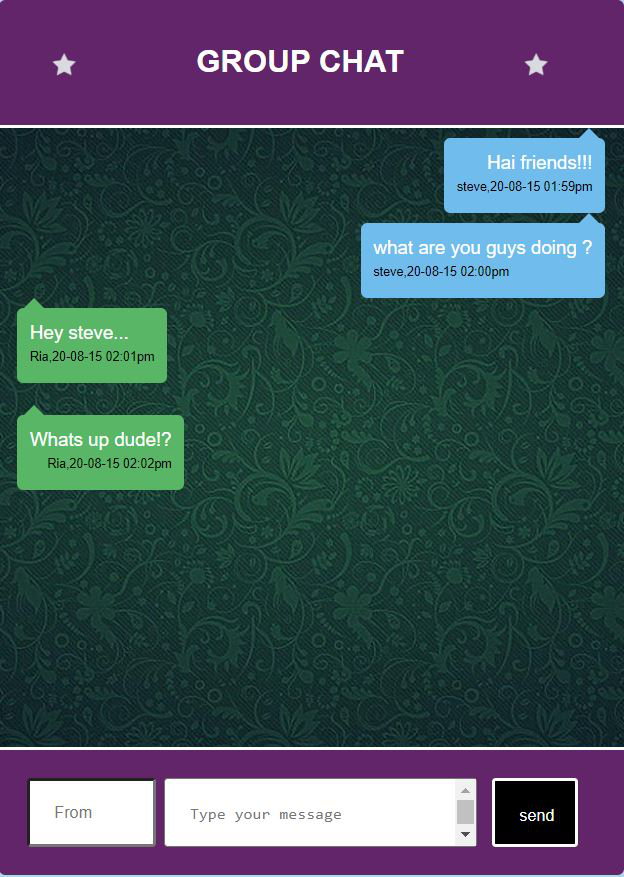 GROUP CHAT
Hai friends!!!
steve,20-08-15 01:59pm
what are you guys doing ?
steve,20-08-15 02:00pm
Hey steve...
Ria,20-08-15 02:01pm
Whats up dude!?
Ria,20-08-15 02:02pm
From
Type your message
send